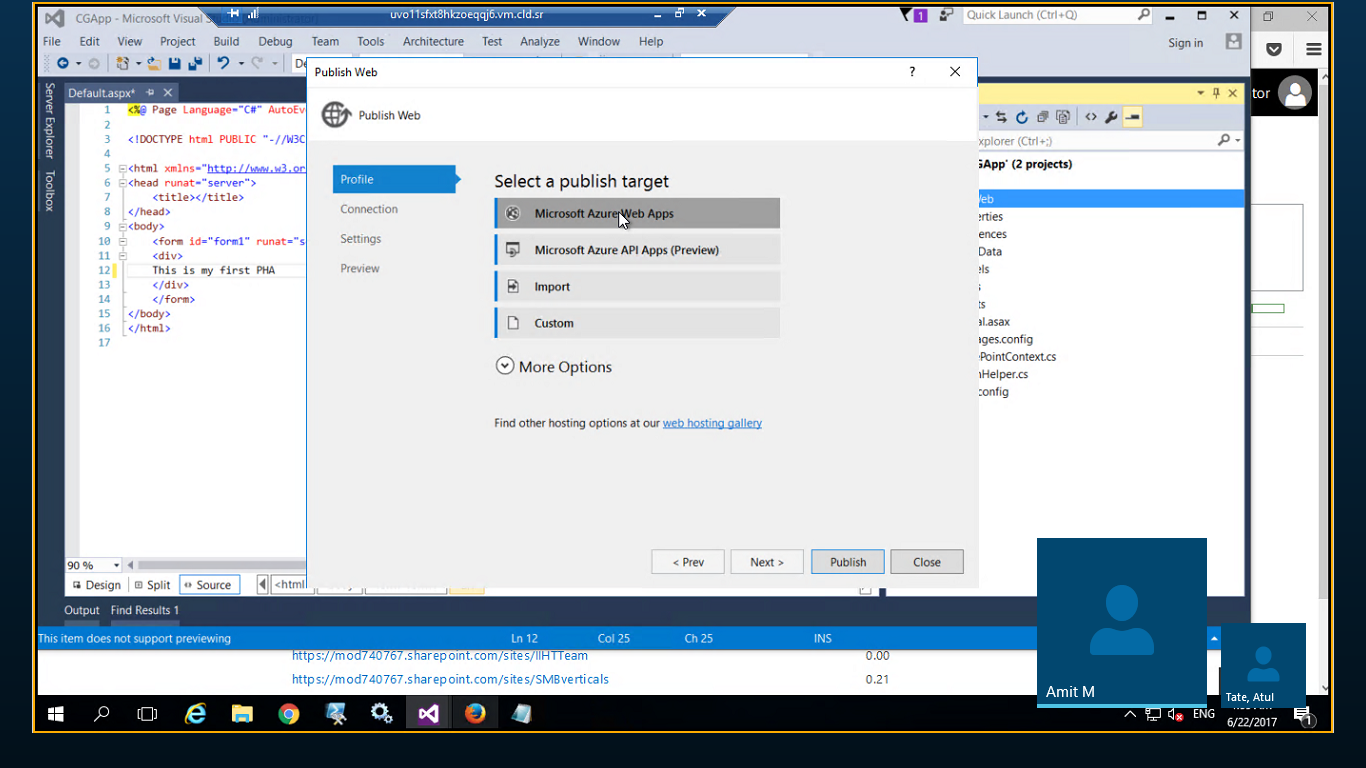 CGApp - Microsoft Visual S
uvo11sfxt8hkzoeqqj6.vm.cld.sr
1
Quick Launch (Ctrl+Q)
File Edit View Project Build Debug Team Tools Architecture Test Analyze Window Help
Sign in
De
Server Explorer
Toolbox
Default.aspx*
tor
xplorer (Ctrl+;)
GApp' (2 projects)
eb
erties
ences
Data
els
s
ts
al.asax
ages.config
ePointContext.cs
nHelper.cs
config
1 <%@ Page Language="C#" AutoEv
2
3 <!DOCTYPE html PUBLIC "-//W3C
4
5 <html xmlns="http://www.w3.or
6 <head runat="server">
7 <title></title>
8 </head>
9 <body>
10 <form id="form1" runat="s
11 <div>
12 This is my first PHA
13 </div>
14 </form>
15 </body>
16 </html>
17
Publish Web
?
Publish Web
Profile
Connection
Settings
Preview
Select a publish target
Microsoft Azure Web Apps
Microsoft Azure API Apps (Preview)
Import
Custom
More Options
Find other hosting options at our web hosting gallery
< Prev Next > Publish Close
90 %
Design Split Source <html
Output Find Results 1
This item does not support previewing Ln 12 Col 25 Ch 25 INS
https://mod740767.sharepoint.com/sites/IIHTTeam 0.00
https://mod740767.sharepoint.com/sites/SMBverticals 0.21
Amit M
Tate, Atul
ENG
6/22/2017
1